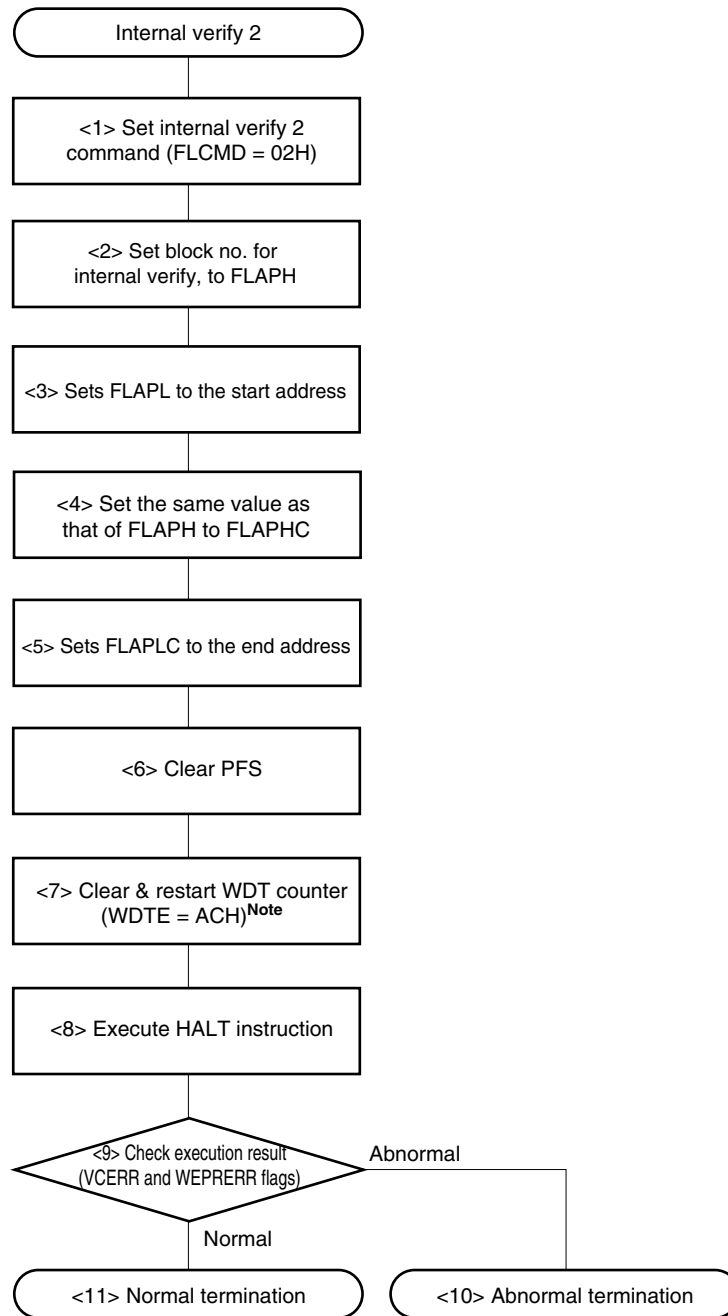 Internal verify 2
<1> Set internal verify 2
command (FLCMD = 02H)
<2> Set block no. for
internal verify, to FLAPH
<3> Sets FLAPL to the start address
<4> Set the same value as
that of FLAPH to FLAPHC
<5> Sets FLAPLC to the end address
<6> Clear PFS
<7> Clear & restart WDT counter
(WDTE = ACH)Note
<8> Execute HALT instruction
<9> Check execution result
(VCERR and WEPRERR flags)
Abnormal
Normal
<11> Normal termination
<10> Abnormal termination